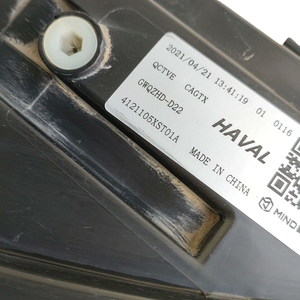 2021/04/21 13:41:19 01 0116
QCTVE CAGTX
GWQZHD-D22
4121105XST01A
HAVAL
MADE IN CHINA